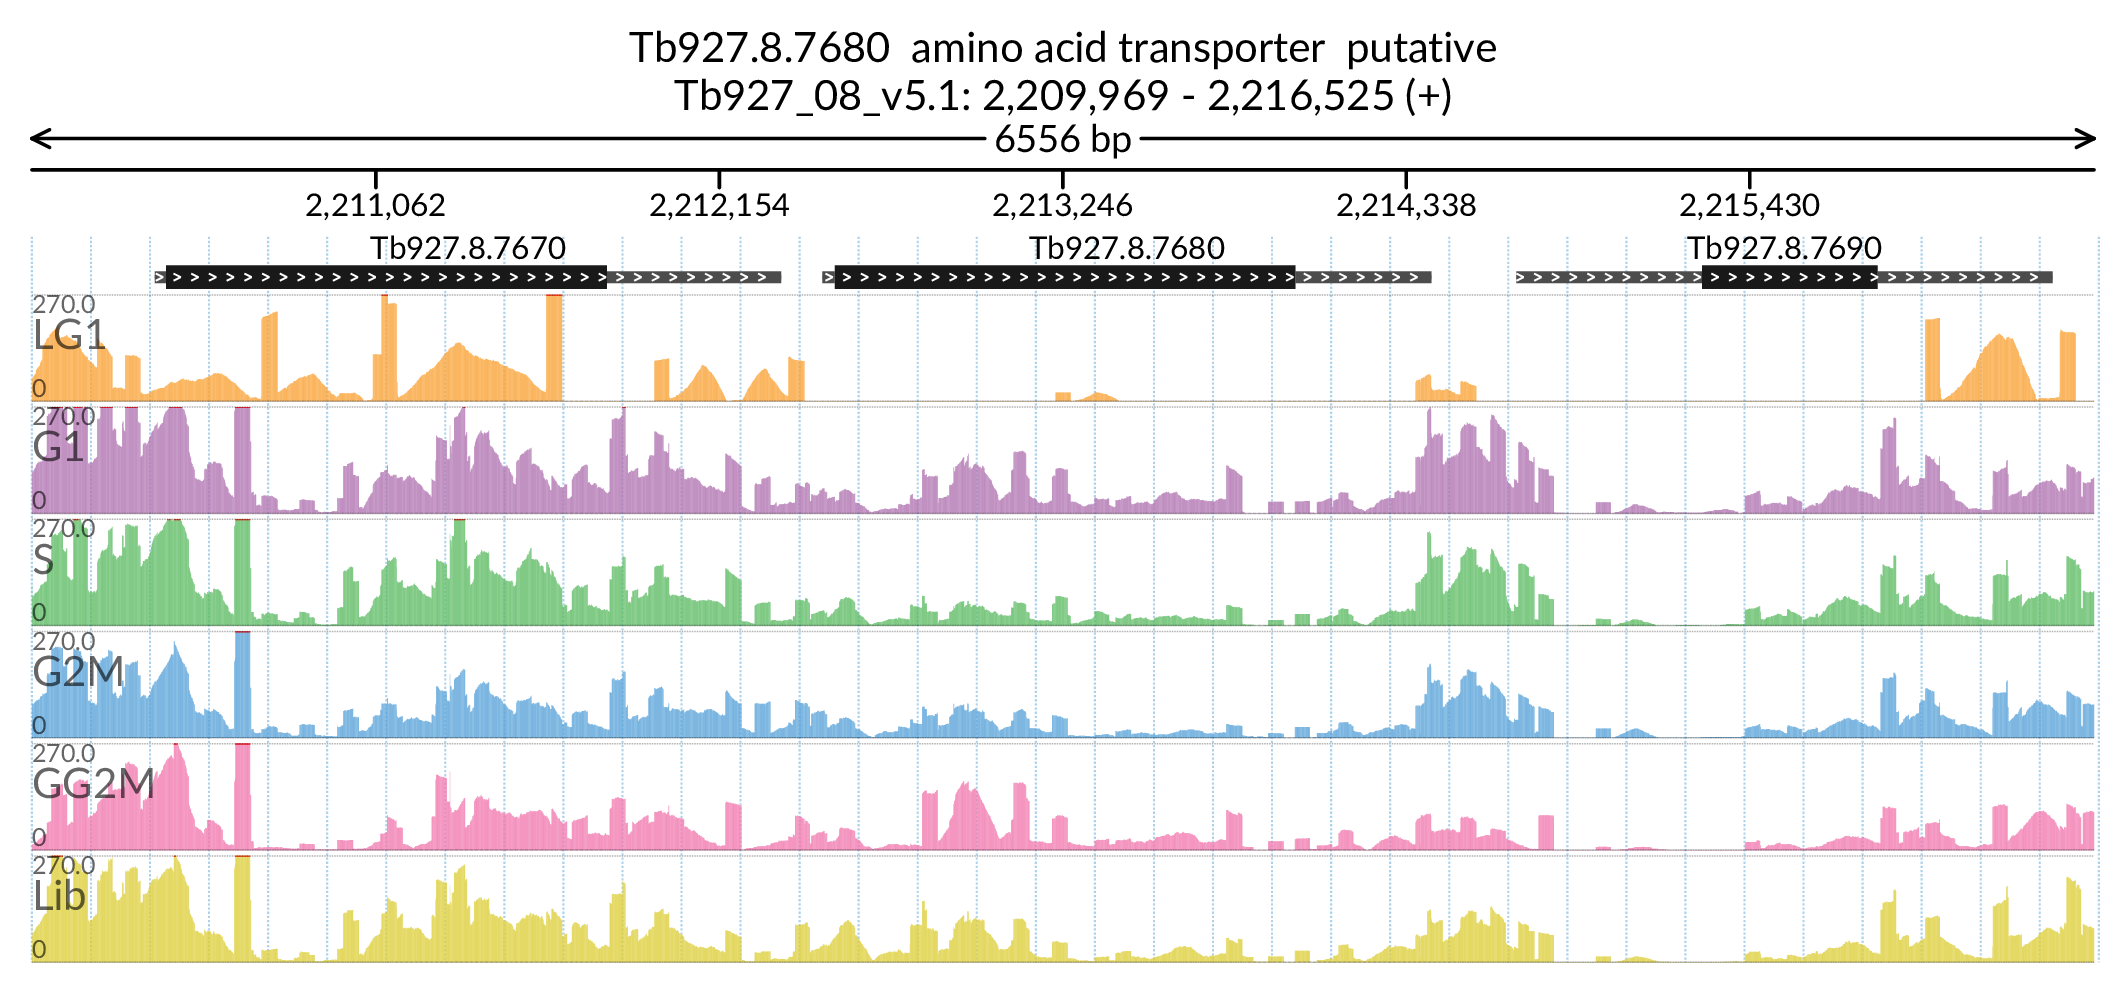 Tb927.8.7680 amino acid transporter putative
Tb927_08_v5.1: 2,209,969 - 2,216,525 (+)
6556 bp
2,211,062 2,212,154 2,213,246 2,214,338 2,215,430
Tb927.8.7670 Tb927.8.7680 Tb927.8.7690
270.0
LG1
0
270.0
G1
0
270.0
S
0
270.0
G2M
0
270.0
GG2M
0
270.0
Lib
0